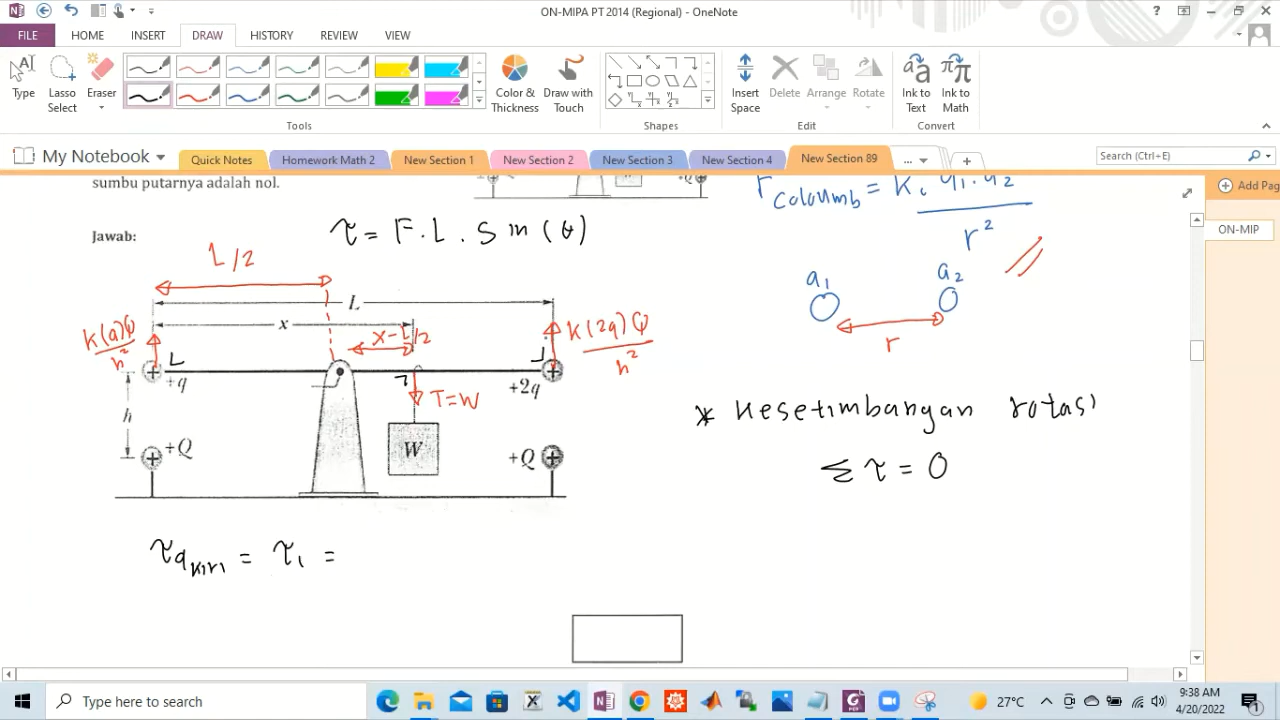 ON-MIPA PT 2014 (Regional) - OneNote
FILE HOME INSERT DRAW HISTORY REVIEW VIEW
Type
Lasso Select
Eraser
Color & Thickness
Draw with Touch
Insert Space
Delete
Arrange
Rotate
Ink to Text
Ink to Math
Tools
Shapes
Edit
Convert
My Notebook
Quick Notes
Homework Math 2
New Section 1
New Section 2
New Section 3
New Section 4
New Section 89
...
Search (Ctrl+E)
Add Pag
ON-MIP
sumbu putarnya adalah nol.
Jawab:
τ = F.L. Sin (θ)
r²
L/2
L
x
x-L/2
k(q)Q
h²
k(2q)Q
h²
+q
+2q
T=W
h
W
+Q
+Q
q1
q2
r
* Kesetimbangan rotasi
Σ τ = 0
τq kiri = τ1 =
Type here to search
27°C
9:38 AM
4/20/2022